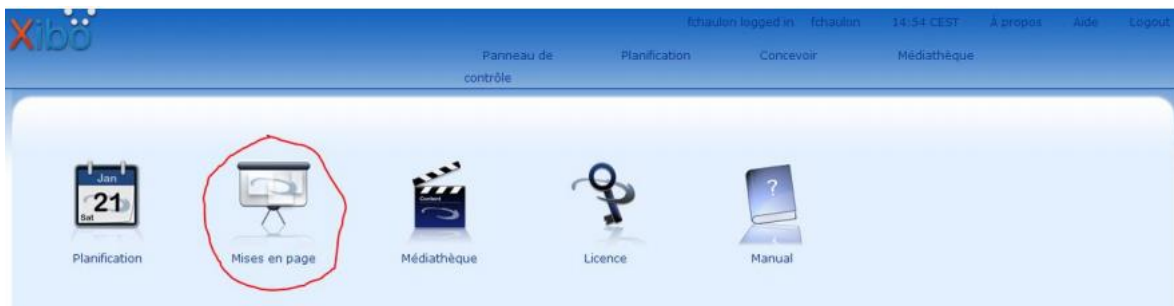 Xibo
fchaulon logged in fchaulon 14:54 CEST À propos Aide Logout
Panneau de contrôle Planification Concevoir Médiathèque
Jan
21
Sat
Content
?
Planification Mises en page Médiathèque Licence Manual